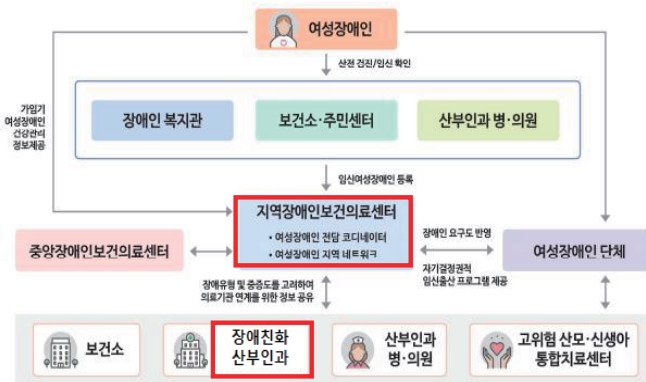 여성장애인
산전 검진/임신 확인
가임기
여성장애인
건강관리
정보제공
장애인 복지관
보건소·주민센터
산부인과 병·의원
임신여성장애인 등록
지역장애인보건의료센터
• 여성장애인 전담 코디네이터
• 여성장애인 지역 네트워크
중앙장애인보건의료센터
장애인 요구도 반영
자기결정권적
임신출산 프로그램 제공
여성장애인 단체
장애유형 및 중증도를 고려하여
의료기관 연계를 위한 정보 공유
보건소
장애친화
산부인과
산부인과
병·의원
고위험 산모·신생아
통합치료센터